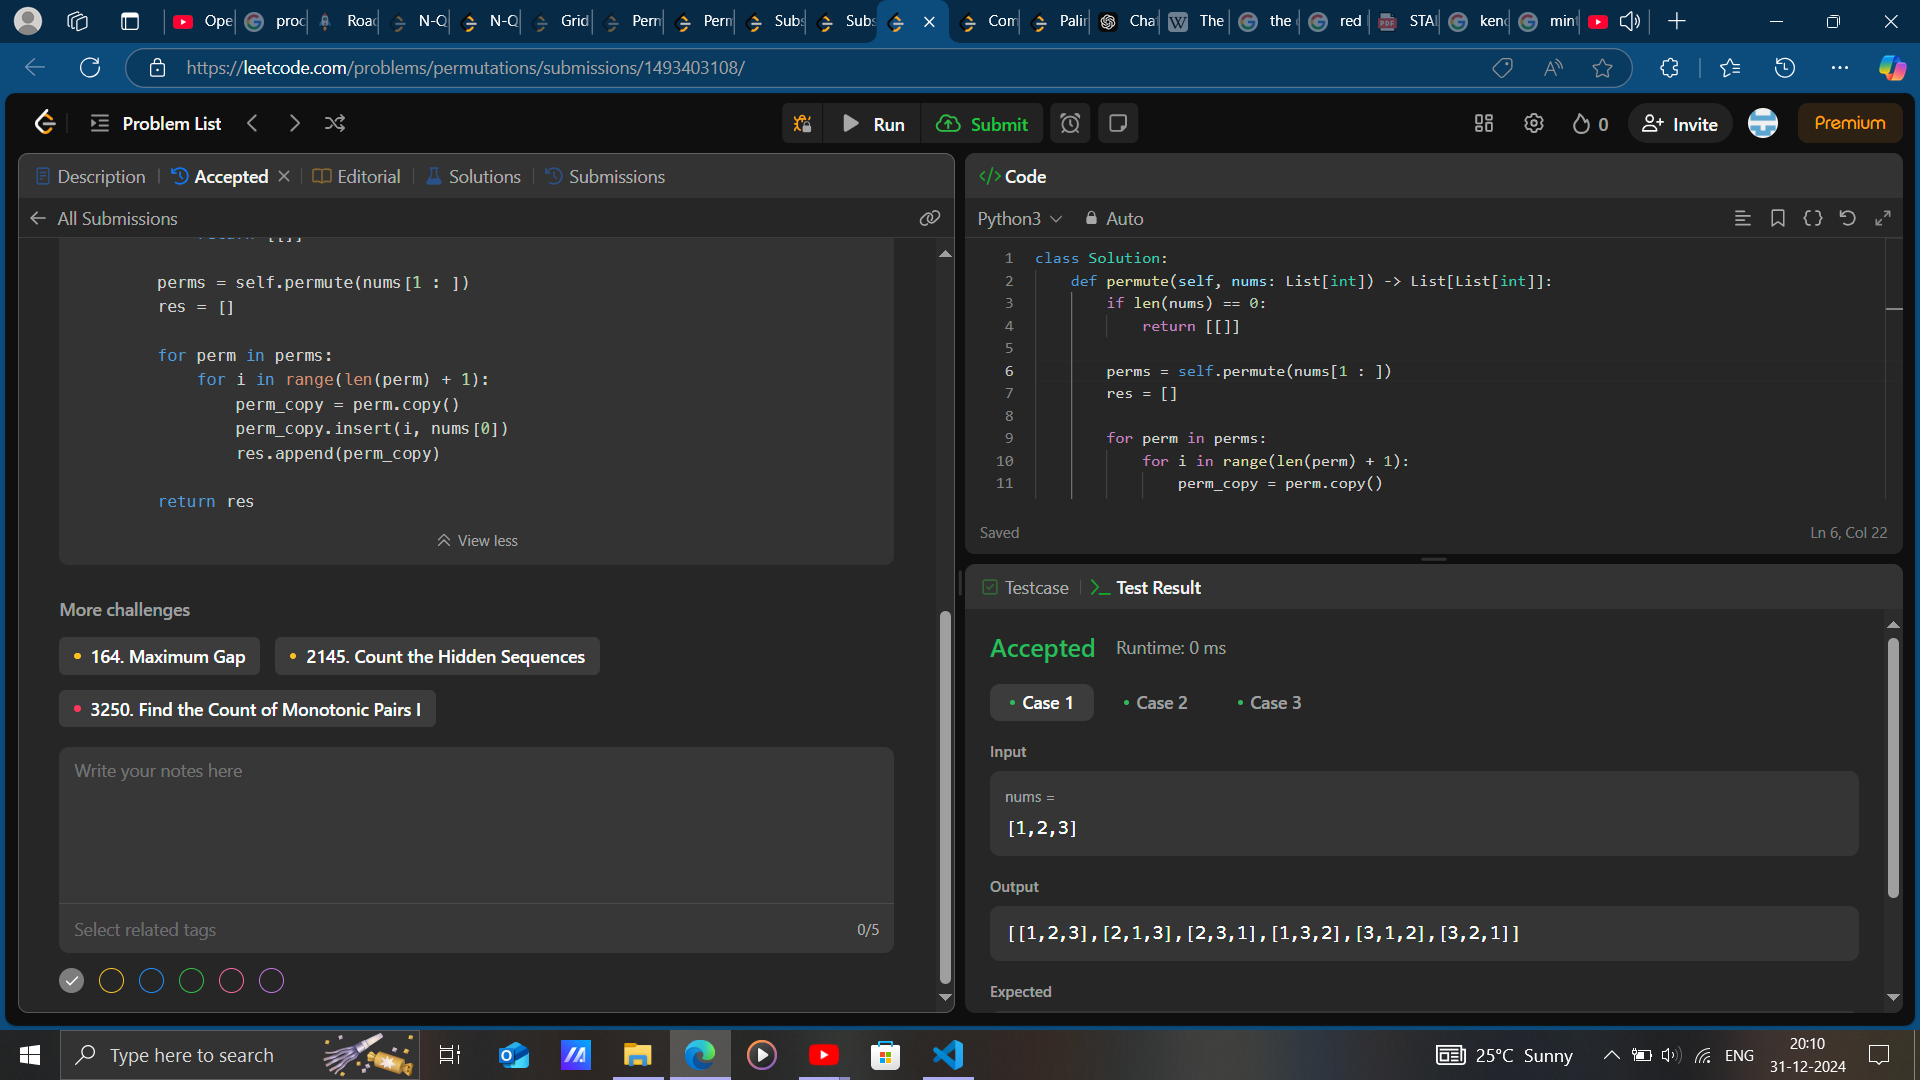 Ope
proc
Road
N-Q
N-Q
Grid
Perm
Perm
Subs
Subs
Com
Palin
Chat
The
the
red
STA
kend
mint
https://leetcode.com/problems/permutations/submissions/1493403108/
Problem List
Run
Submit
0
Invite
Premium
Description
Accepted
Editorial
Solutions
Submissions
All Submissions
return [[]]
perms = self.permute(nums[1 : ])
res = []
for perm in perms:
for i in range(len(perm) + 1):
perm_copy = perm.copy()
perm_copy.insert(i, nums[0])
res.append(perm_copy)
return res
View less
More challenges
164. Maximum Gap
2145. Count the Hidden Sequences
3250. Find the Count of Monotonic Pairs I
Write your notes here
Select related tags
0/5
</> Code
Python3
Auto
1 class Solution:
2 def permute(self, nums: List[int]) -> List[List[int]]:
3 if len(nums) == 0:
4 return [[]]
5
6 perms = self.permute(nums[1 : ])
7 res = []
8
9 for perm in perms:
10 for i in range(len(perm) + 1):
11 perm_copy = perm.copy()
Saved
Ln 6, Col 22
Testcase
Test Result
Accepted
Runtime: 0 ms
Case 1
Case 2
Case 3
Input
nums =
[1,2,3]
Output
[[1,2,3],[2,1,3],[2,3,1],[1,3,2],[3,1,2],[3,2,1]]
Expected
Type here to search
25°C Sunny
ENG
20:10
31-12-2024